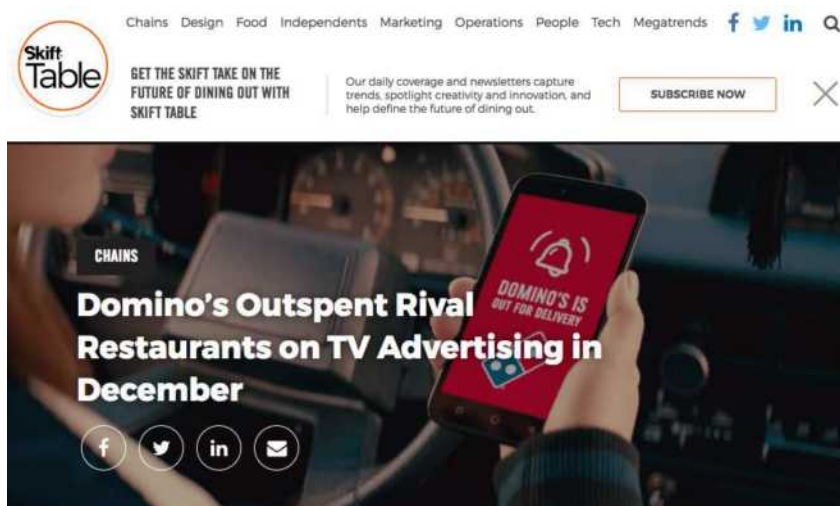 Chains Design Food Independents Marketing Operations People Tech Megatrends
Skift
Table
GET THE SKIFT TAKE ON THE
FUTURE OF DINING OUT WITH
SKIFT TABLE
Our daily coverage and newsletters capture
trends, spotlight creativity and innovation, and
help define the future of dining out.
SUBSCRIBE NOW
CHAINS
DOMINO'S IS
OUT FOR DELIVERY
Domino's Outspent Rival
Restaurants on TV Advertising in
December